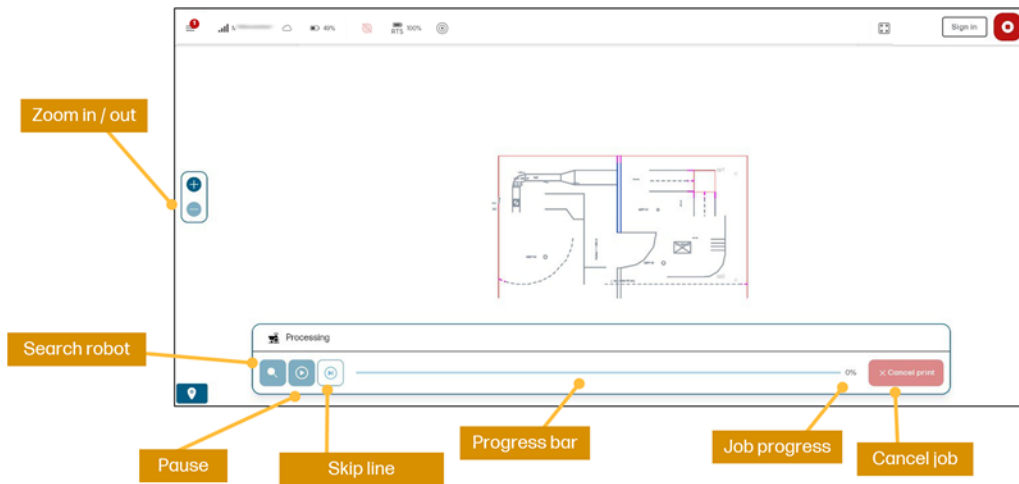 1
49%
RTS 100%
Sign in
Zoom in / out
Processing
Search robot
0%
× Cancel print
Progress bar
Job progress
Pause
Skip line
Cancel job